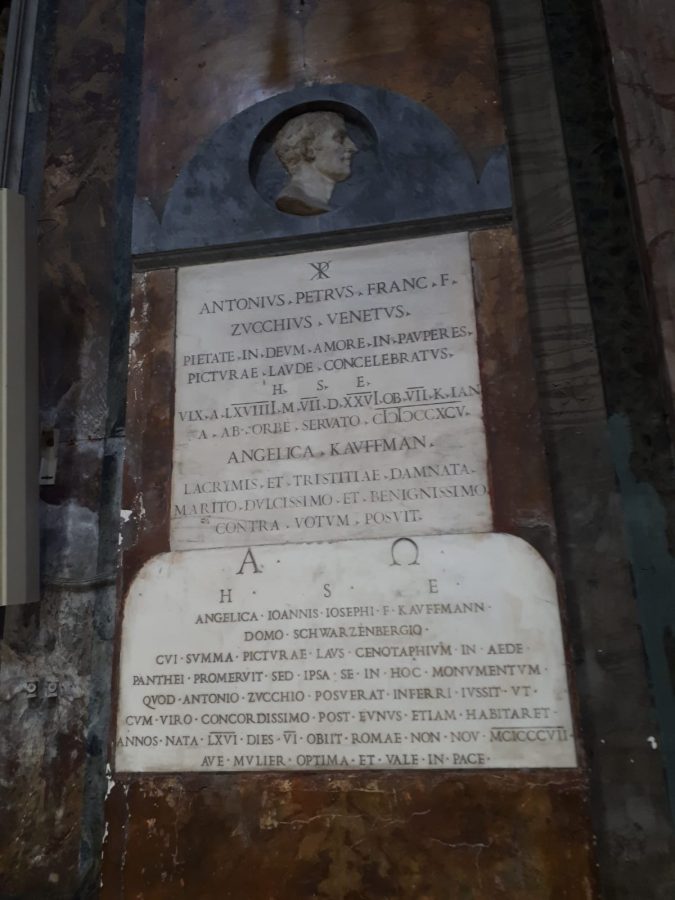 ☧
ANTONIVS · PETRVS · FRANC · F ·
ZVCCHIVS · VENETVS ·
PIETATE · IN · DEVM · AMORE · IN · PAVPERES ·
PICTVRAE · LAVDE · CONCELEBRATVS ·
H · S · E ·
VIX · A · LXVIIII · M · VII · D · XXVI · OB · VII · K · IAN
A · AB · ORBE · SERVATO · CIↃIↃCCXCV ·
ANGELICA · KAVFFMAN ·
LACRYMIS · ET · TRISTITIAE · DAMNATA ·
MARITO · DVLCISSIMO · ET · BENIGNISSIMO
CONTRA · VOTVM · POSVIT ·
A · Ω
H · S · E ·
ANGELICA · IOANNIS · IOSEPHI · F · KAVFFMANN ·
DOMO · SCHWARZENBERGIO ·
CVI · SVMMA · PICTVRAE · LAVS · CENOTAPHIVM · IN · AEDE ·
PANTHEI · PROMERVIT · SED · IPSA · SE · IN · HOC · MONVMENTVM ·
QVOD · ANTONIO · ZVCCHIO · POSVERAT · INFERRI · IVSSIT · VT ·
CVM · VIRO · CONCORDISSIMO · POST · FVNVS · ETIAM · HABITARET ·
ANNOS · NATA · LXVI · DIES · VI · OBIIT · ROMAE · NON · NOV · MCICCCVII ·
AVE · MVLIER · OPTIMA · ET · VALE · IN · PACE ·